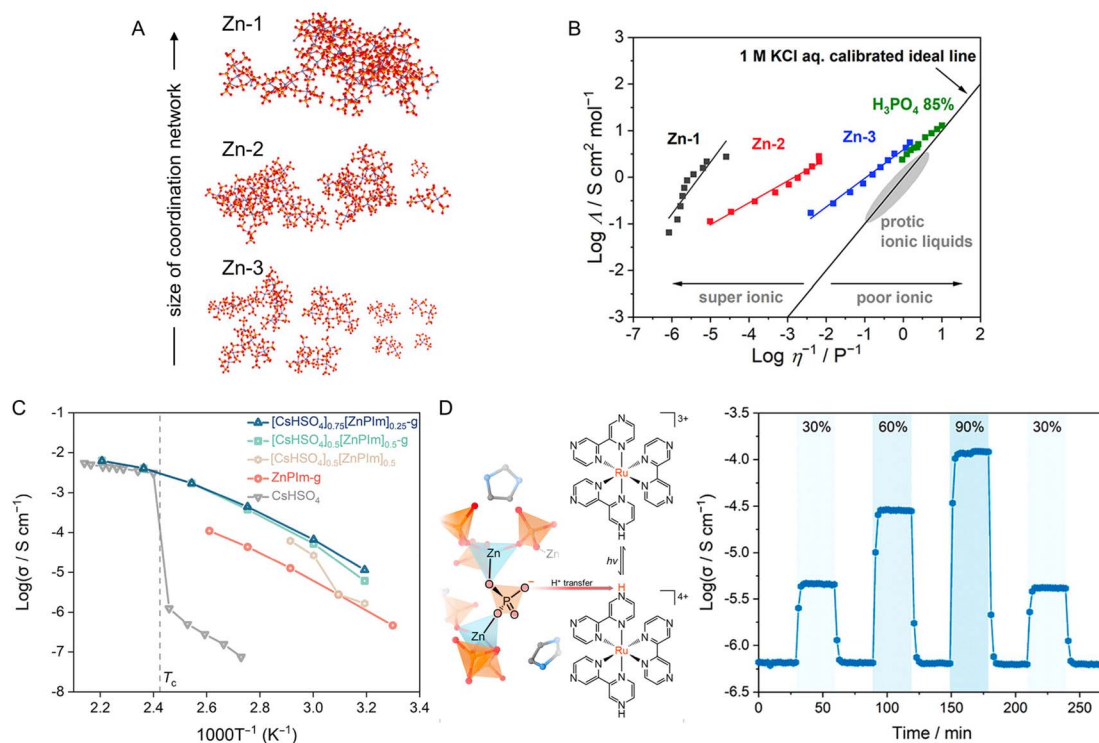 A
size of coordination network
Zn-1
Zn-2
Zn-3
B
Log Λ / S cm² mol⁻¹
3
2
1
0
-1
-2
-3
1 M KCl aq. calibrated ideal line
H₃PO₄ 85%
Zn-1
Zn-2
Zn-3
protic
ionic liquids
super ionic
poor ionic
-7 -6 -5 -4 -3 -2 -1 0 1 2
Log η⁻¹ / P⁻¹
C
Log(σ / S cm⁻¹)
-1
-2
-3
-4
-5
-6
-7
-8
[CsHSO₄]₀.₇₅[ZnPIm]₀.₂₅-g
[CsHSO₄]₀.₅[ZnPIm]₀.₅-g
[CsHSO₄]₀.₅[ZnPIm]₀.₅
ZnPIm-g
CsHSO₄
T_c
2.2 2.4 2.6 2.8 3.0 3.2 3.4
1000T⁻¹ (K⁻¹)
D
Zn
Zn
Zn
P
O
O
O
O
−
H⁺ transfer
3+
N
N
N
N
N
N
N
N
N
N
N
N
Ru
H
hν
H
4+
N
N
N
N
N
N
N
N
N
N
N
N
Ru
H
Log(σ / S cm⁻¹)
-3.5
-4.0
-4.5
-5.0
-5.5
-6.0
-6.5
30% 60% 90% 30%
0 50 100 150 200 250
Time / min